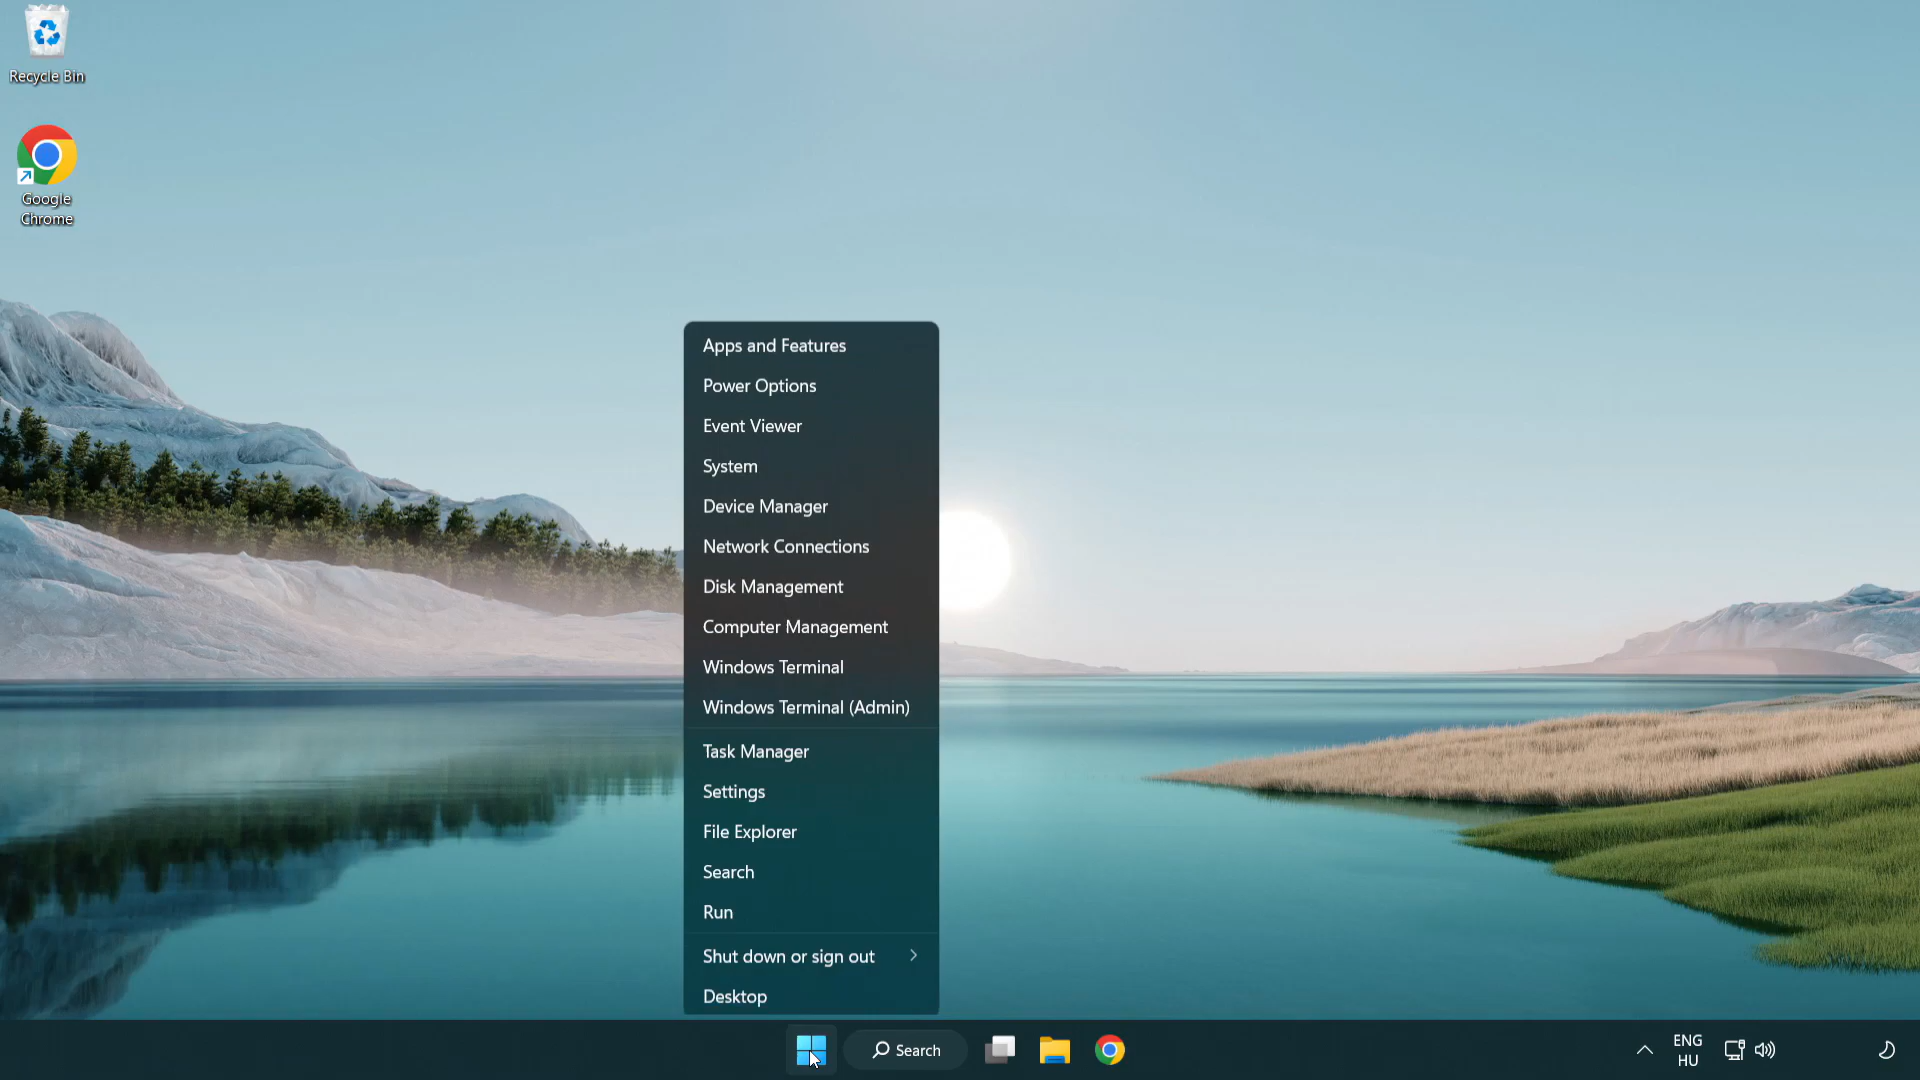 Recycle Bin
Google
Chrome
Apps and Features
Power Options
Event Viewer
System
Device Manager
Network Connections
Disk Management
Computer Management
Windows Terminal
Windows Terminal (Admin)
Task Manager
Settings
File Explorer
Search
Run
Shut down or sign out
Desktop
Search
ENG
HU